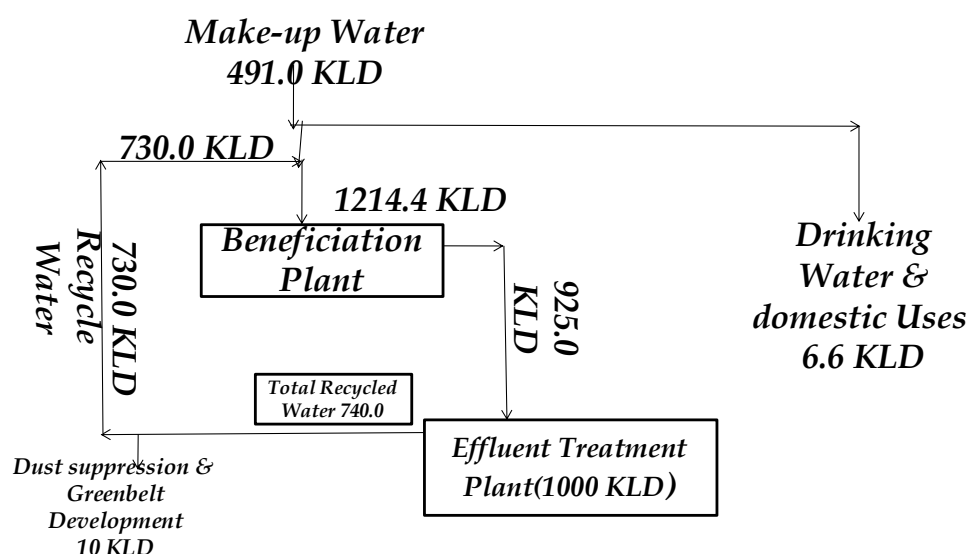 Make-up Water
491.0 KLD
730.0 KLD
1214.4 KLD
Beneficiation
Plant
Drinking
Water &
domestic Uses
6.6 KLD
925.0
KLD
730.0 KLD
Recycle
Water
Total Recycled
Water 740.0
Effluent Treatment
Plant(1000 KLD)
Dust suppression &
Greenbelt
Development
10 KLD